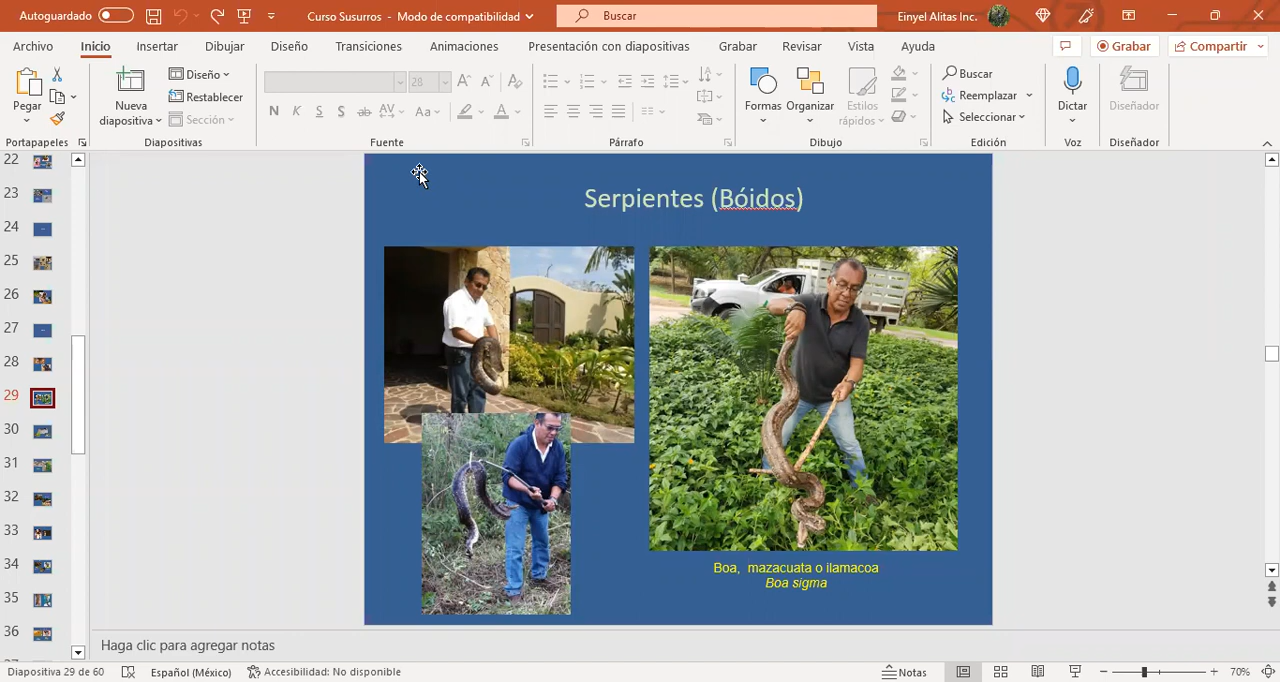 Autoguardado
Curso Susurros - Modo de compatibilidad
Buscar
Einyel Alitas Inc.
Archivo Inicio Insertar Dibujar Diseño Transiciones Animaciones Presentación con diapositivas Grabar Revisar Vista Ayuda
Grabar
Compartir
Pegar
Portapapeles
Nueva
diapositiva
Diseño
Restablecer
Sección
Diapositivas
28
N K S S ab AV Aa A
Fuente
Párrafo
Formas
Organizar
Estilos
rápidos
Dibujo
Buscar
Reemplazar
Seleccionar
Edición
Dictar
Voz
Diseñador
Diseñador
22
23
24
25
26
27
28
29
30
31
32
33
34
35
36
Serpientes (Bóidos)
Boa, mazacuata o ilamacoa
Boa sigma
Haga clic para agregar notas
Diapositiva 29 de 60
Español (México)
Accesibilidad: No disponible
Notas
70%